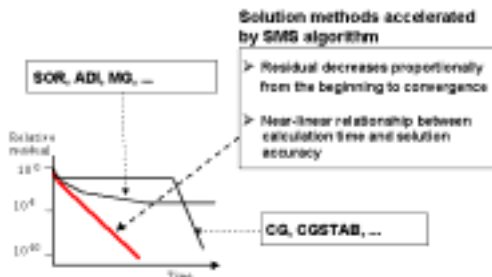 Solution methods accelerated
by SMS algorithm
SOR, ADI, MG, ...
Residual decreases proportionally
from the beginning to convergence
Near-linear relationship between
calculation time and solution
accuracy
Relative
residual
CG, CGSTAB, ...
Time